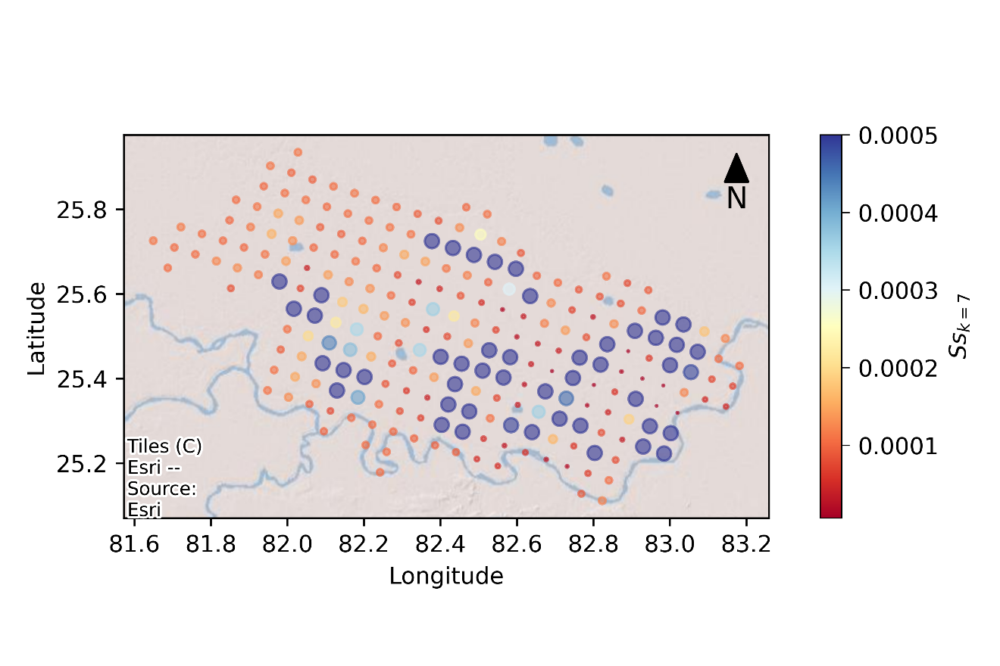 N
25.8
25.6
25.4
25.2
Latitude
Tiles (C)
Esri --
Source:
Esri
81.6 81.8 82.0 82.2 82.4 82.6 82.8 83.0 83.2
Longitude
0.0005
0.0004
0.0003
0.0002
0.0001
Ss_{k=7}